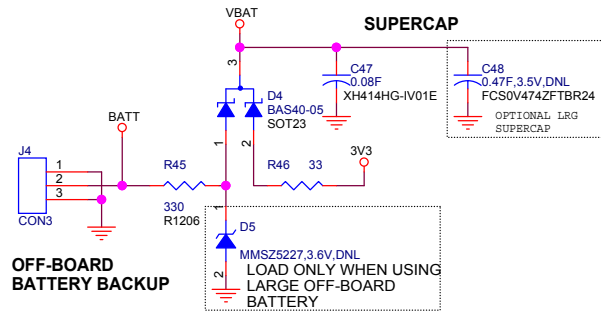 VBAT
SUPERCAP
3
C47
0.08F
XH414HG-IV01E
C48
0.47F,3.5V,DNL
FCS0V474ZFTBR24
OPTIONAL LRG
SUPERCAP
D4
BAS40-05
SOT23
BATT
1
2
R46
33
3V3
J4
1
2
3
CON3
R45
330
R1206
1
D5
MMSZ5227,3.6V,DNL
2
LOAD ONLY WHEN USING
LARGE OFF-BOARD
BATTERY
OFF-BOARD
BATTERY BACKUP